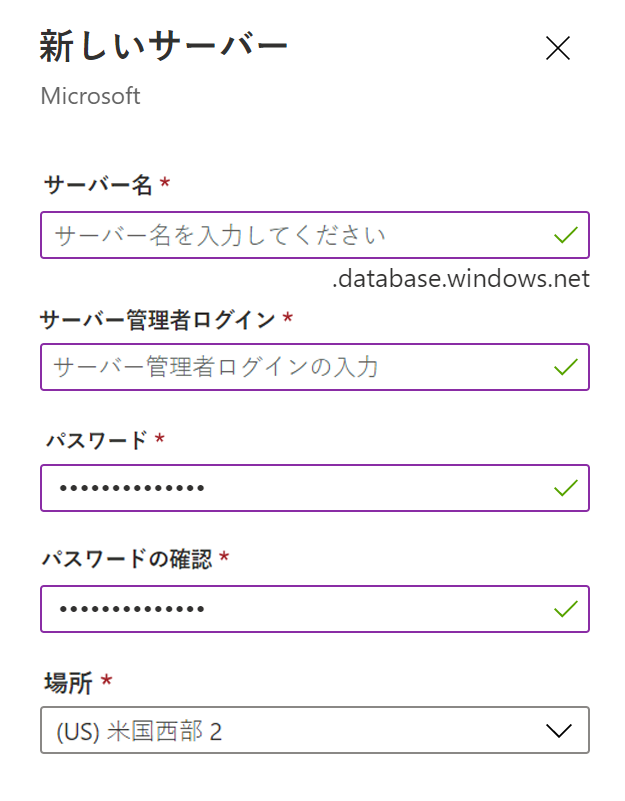 新しいサーバー
Microsoft
サーバー名 *
サーバー名を入力してください
.database.windows.net
サーバー管理者ログイン *
サーバー管理者ログインの入力
パスワード *
••••••••••••••
パスワードの確認 *
••••••••••••••
場所 *
(US) 米国西部 2